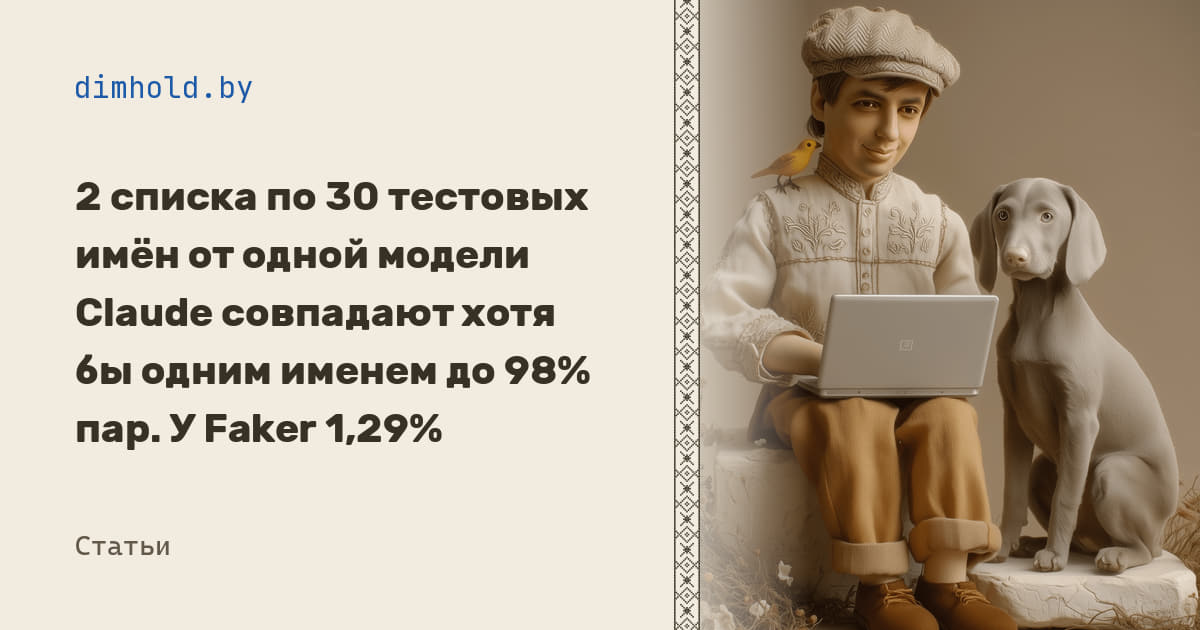 dimhold.by
2 списка по 30 тестовых
имён от одной модели
Claude совпадают хотя
бы одним именем до 98%
пар. У Faker 1,29%
Статьи